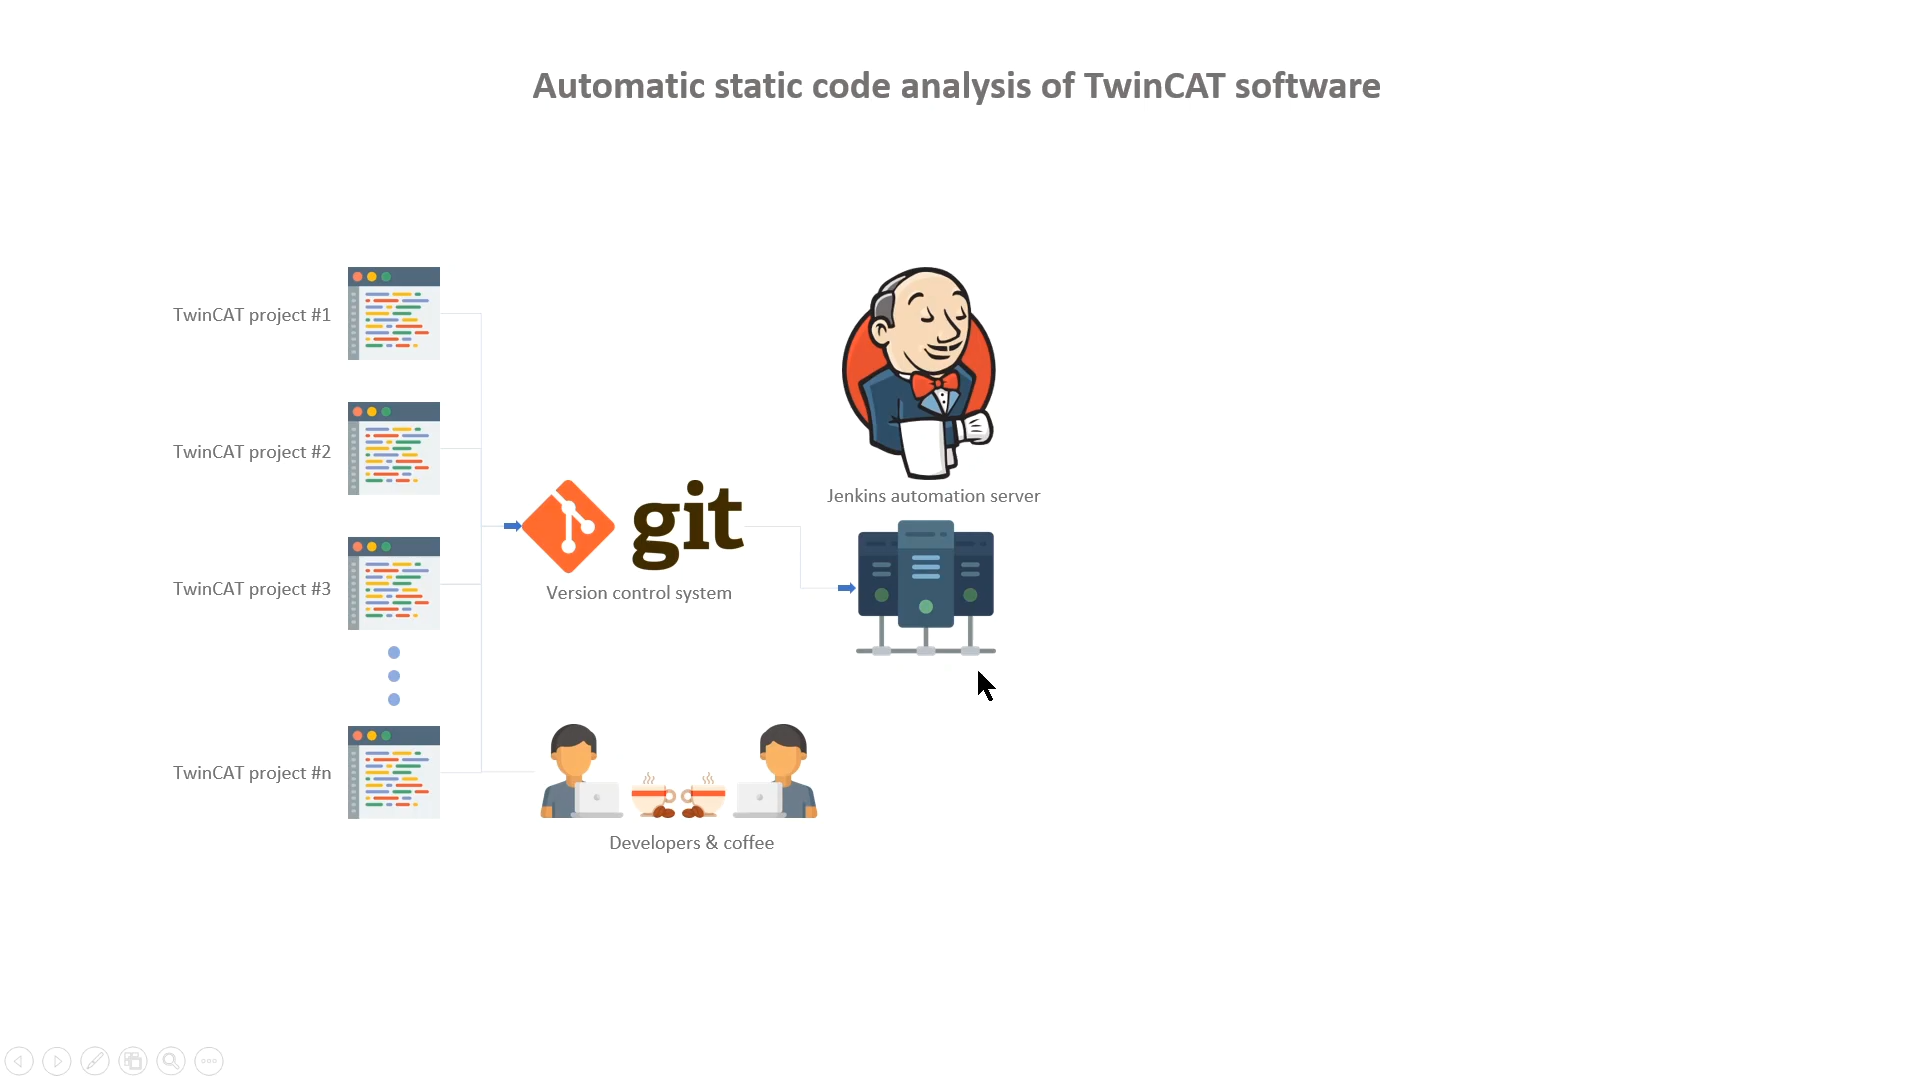 Automatic static code analysis of TwinCAT software
TwinCAT project #1
TwinCAT project #2
TwinCAT project #3
TwinCAT project #n
git
Version control system
Jenkins automation server
Developers & coffee